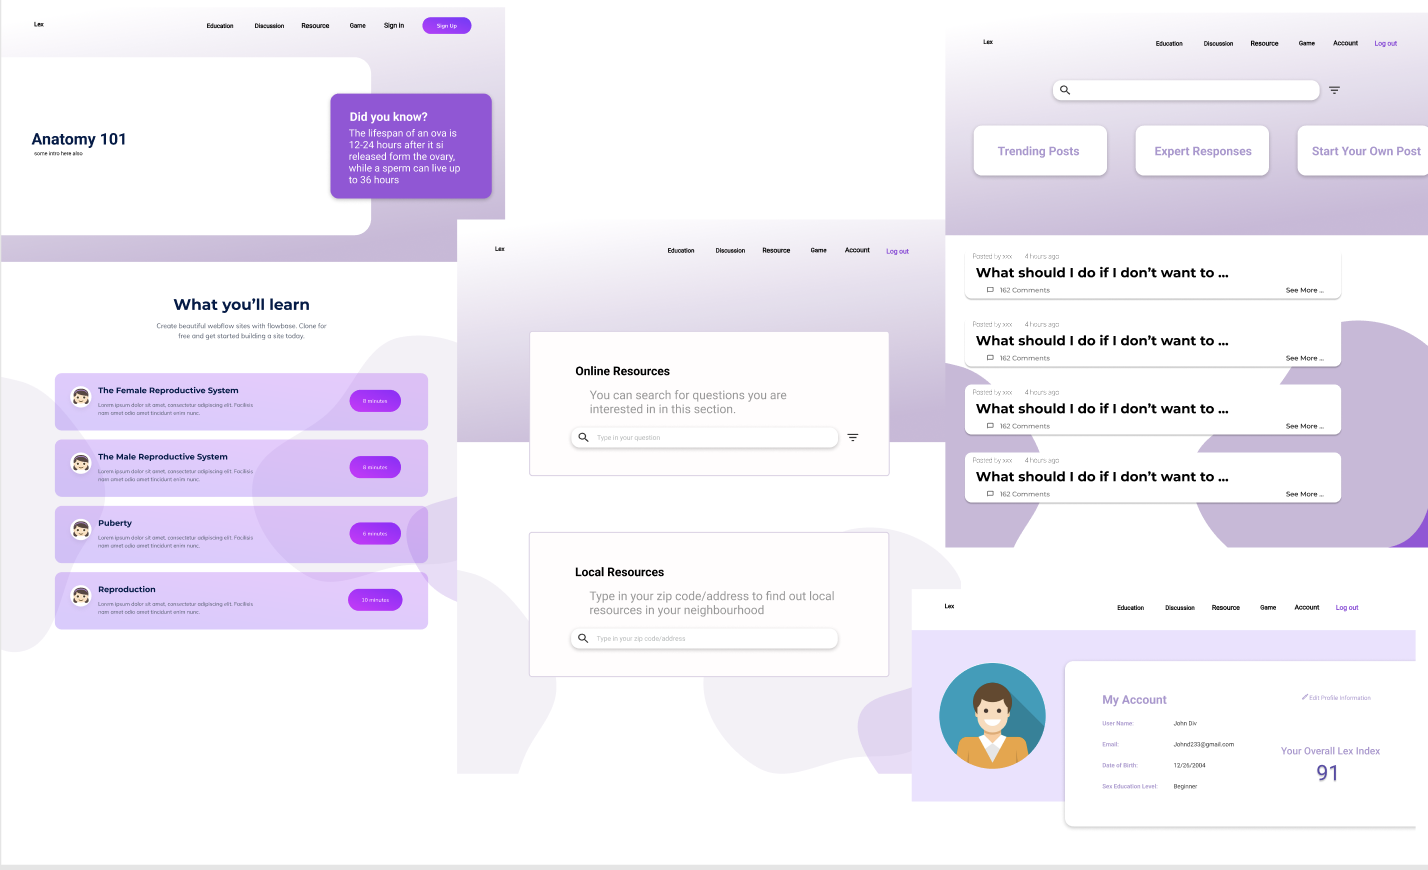 Lex
Education Discussion Resource Game Sign in Sign Up
Anatomy 101
some intro here also
Did you know?
The lifespan of an ova is
12-24 hours after it si
released form the ovary,
while a sperm can live up
to 36 hours
What you'll learn
Create beautiful webflow sites with flowbase. Clone for
free and get started building a site today.
The Female Reproductive System
Lorem ipsum dolor sit amet, consectetur adipiscing elit. Facilisis
nam amet odio amet tincidunt enim nunc.
8 minutes
The Male Reproductive System
Lorem ipsum dolor sit amet, consectetur adipiscing elit. Facilisis
nam amet odio amet tincidunt enim nunc.
8 minutes
Puberty
Lorem ipsum dolor sit amet, consectetur adipiscing elit. Facilisis
nam amet odio amet tincidunt enim nunc.
6 minutes
Reproduction
Lorem ipsum dolor sit amet, consectetur adipiscing elit. Facilisis
nam amet odio amet tincidunt enim nunc.
10 minutes
Lex
Education Discussion Resource Game Account Log out
Online Resources
You can search for questions you are
interested in in this section.
Type in your question
Local Resources
Type in your zip code/address to find out local
resources in your neighbourhood
Type in your zip code/address
Lex
Education Discussion Resource Game Account Log out
Trending Posts
Expert Responses
Start Your Own Post
Posted by xxx 4 hours ago
What should I do if I don't want to ...
162 Comments See More ...
Posted by xxx 4 hours ago
What should I do if I don't want to ...
162 Comments See More ...
Posted by xxx 4 hours ago
What should I do if I don't want to ...
162 Comments See More ...
Posted by xxx 4 hours ago
What should I do if I don't want to ...
162 Comments See More ...
Lex
Education Discussion Resource Game Account Log out
My Account
Edit Profile Information
User Name: John Div
Email: Johnd233@gmail.com
Date of Birth: 12/26/2004
Sex Education Level: Beginner
Your Overall Lex Index
91